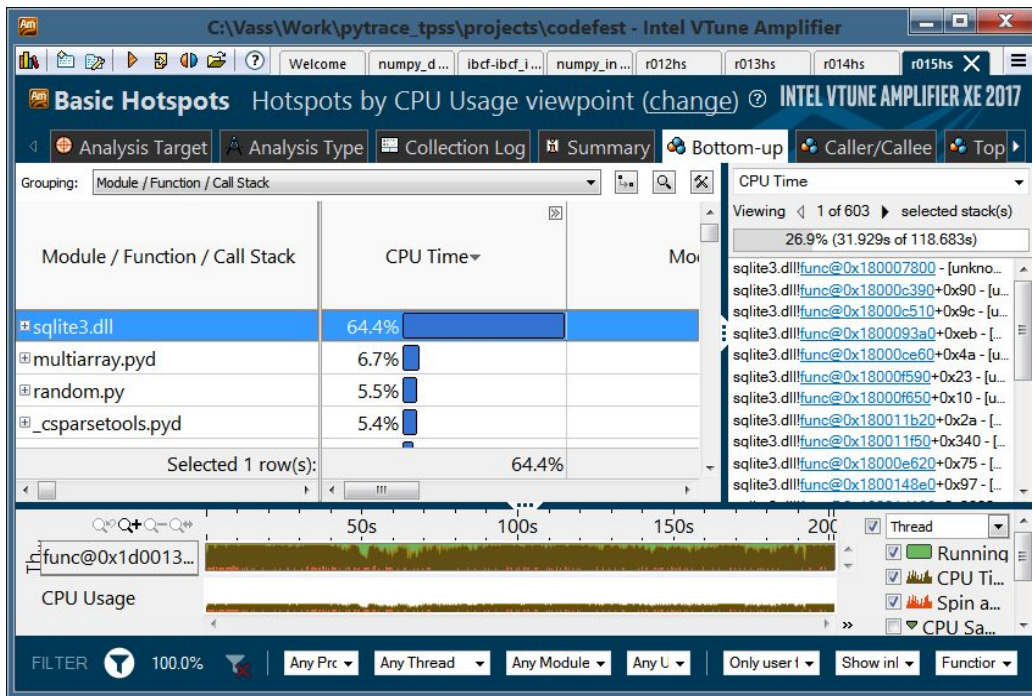 C:\Vass\Work\pytrace_tpss\projects\codefest - Intel VTune Amplifier
Welcome numpy_d... ibcf-ibcf_i... numpy_in... r012hs r013hs r014hs r015hs
Basic Hotspots Hotspots by CPU Usage viewpoint (change) INTEL VTUNE AMPLIFIER XE 2017
Analysis Target Analysis Type Collection Log Summary Bottom-up Caller/Callee Top
Grouping: Module / Function / Call Stack
CPU Time
Viewing 1 of 603 selected stack(s)
26.9% (31.929s of 118.683s)
Module / Function / Call Stack CPU Time
sqlite3.dll 64.4%
multiarray.pyd 6.7%
random.py 5.5%
_csparsetools.pyd 5.4%
Selected 1 row(s): 64.4%
sqlite3.dll!func@0x180007800 - [unkno...
sqlite3.dll!func@0x18000c390+0x90 - [u...
sqlite3.dll!func@0x18000c510+0x9c - [u...
sqlite3.dll!func@0x1800093a0+0xeb - [...
sqlite3.dll!func@0x18000ce60+0x4a - [u...
sqlite3.dll!func@0x18000f590+0x23 - [u...
sqlite3.dll!func@0x18000f650+0x10 - [u...
sqlite3.dll!func@0x180011b20+0x2a - [...
sqlite3.dll!func@0x180011f50+0x340 - [...
sqlite3.dll!func@0x18000e620+0x75 - [...
sqlite3.dll!func@0x1800148e0+0x97 - [...
50s 100s 150s 200
func@0x1d0013...
CPU Usage
Thread
Running
CPU Ti...
Spin a...
CPU Sa...
FILTER 100.0% Any Proc Any Thread Any Module Any U Only user f Show inl Function